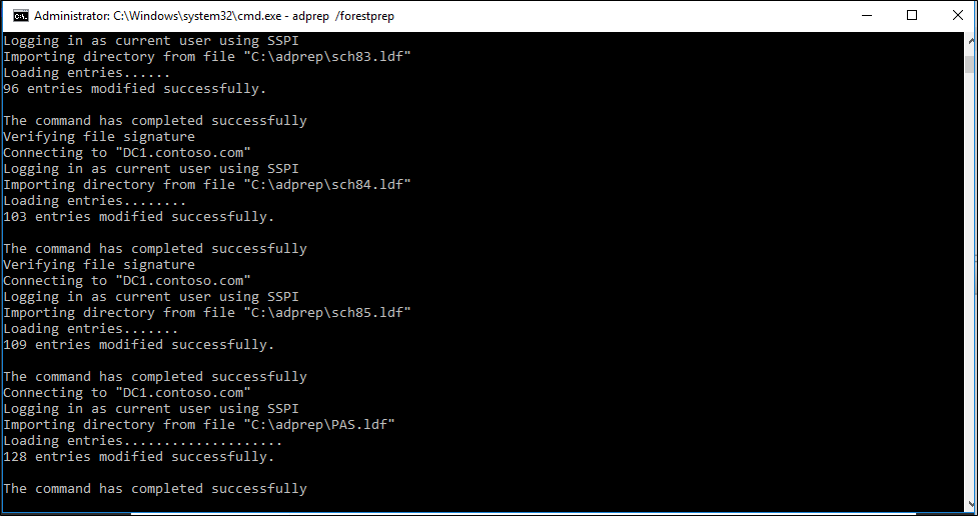 Administrator: C:\Windows\system32\cmd.exe - adprep  /forestprep
Logging in as current user using SSPI
Importing directory from file "C:\adprep\sch83.ldf"
Loading entries......
96 entries modified successfully.
The command has completed successfully
Verifying file signature
Connecting to "DC1.contoso.com"
Logging in as current user using SSPI
Importing directory from file "C:\adprep\sch84.ldf"
Loading entries........
103 entries modified successfully.
The command has completed successfully
Verifying file signature
Connecting to "DC1.contoso.com"
Logging in as current user using SSPI
Importing directory from file "C:\adprep\sch85.ldf"
Loading entries.......
109 entries modified successfully.
The command has completed successfully
Connecting to "DC1.contoso.com"
Logging in as current user using SSPI
Importing directory from file "C:\adprep\PAS.ldf"
Loading entries....................
128 entries modified successfully.
The command has completed successfully